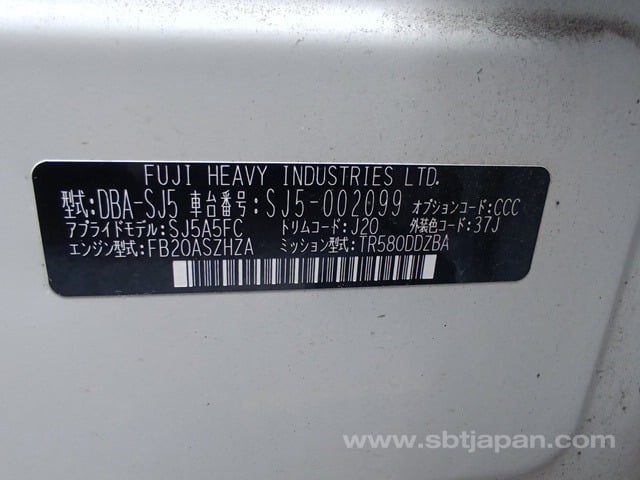 FUJI HEAVY INDUSTRIES LTD.
型式:DBA-SJ5 車台番号:SJ5-002099 オプションコード:CCC
アプライドモデル:SJ5A5FC トリムコード:J20 外装色コード:37J
エンジン型式:FB20ASZHZA ミッション型式:TR580DDZBA
www.sbtjapan.com